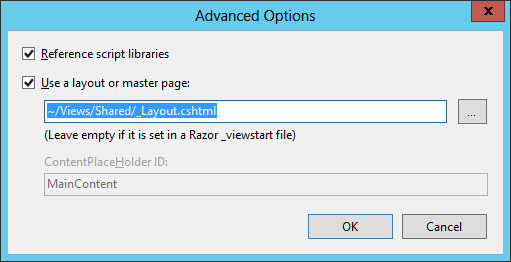 Advanced Options
x
Reference script libraries
Use a layout or master page:
~/Views/Shared/_Layout.cshtml
...
(Leave empty if it is set in a Razor _viewstart file)
ContentPlaceHolder ID:
MainContent
OK
Cancel